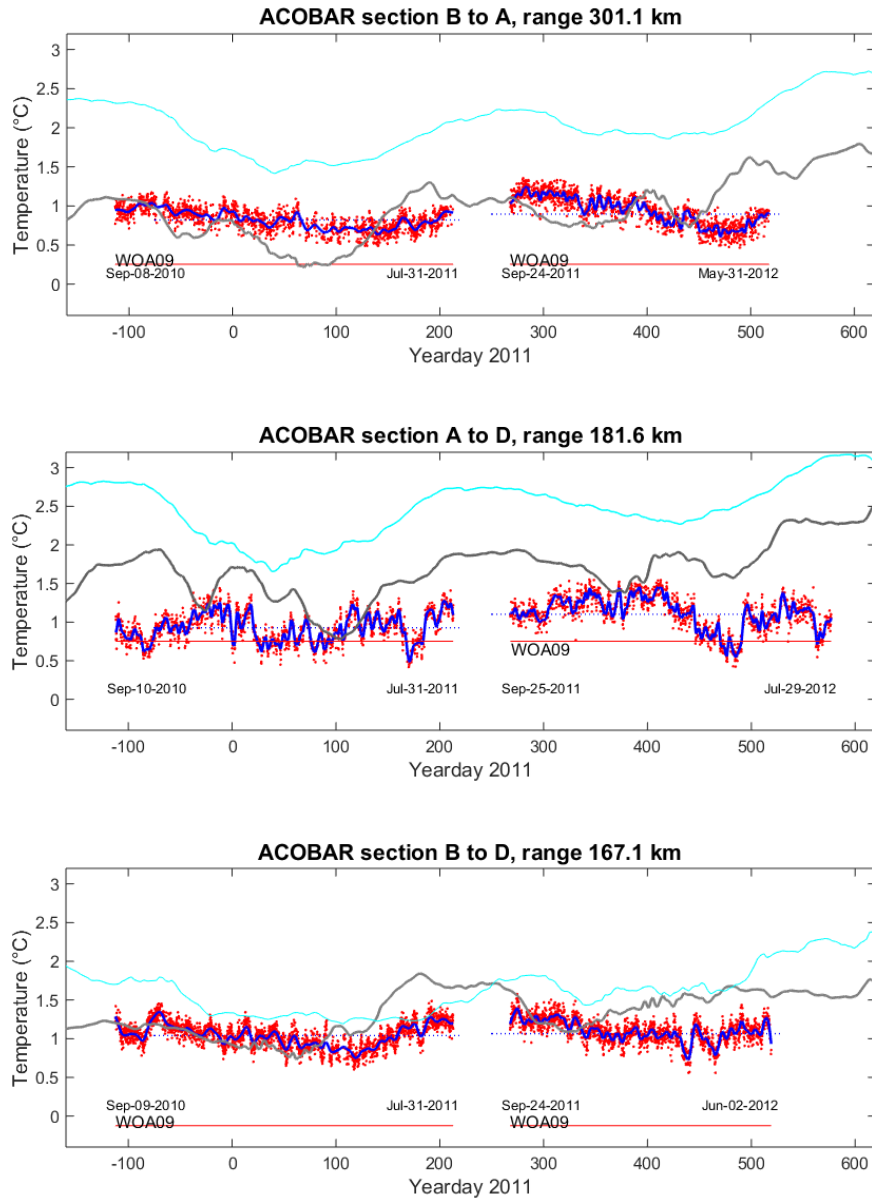 ACOBAR section B to A, range 301.1 km
3
2.5
2
1.5
1
0.5
0
Temperature (°C)
WOA09
WOA09
Sep-08-2010
Jul-31-2011
Sep-24-2011
May-31-2012
-100
0
100
200
300
400
500
600
Yearday 2011
ACOBAR section A to D, range 181.6 km
3
2.5
2
1.5
1
0.5
0
Temperature (°C)
WOA09
Sep-10-2010
Jul-31-2011
Sep-25-2011
Jul-29-2012
-100
0
100
200
300
400
500
600
Yearday 2011
ACOBAR section B to D, range 167.1 km
3
2.5
2
1.5
1
0.5
0
Temperature (°C)
Sep-09-2010
Jul-31-2011
Sep-24-2011
Jun-02-2012
WOA09
WOA09
-100
0
100
200
300
400
500
600
Yearday 2011